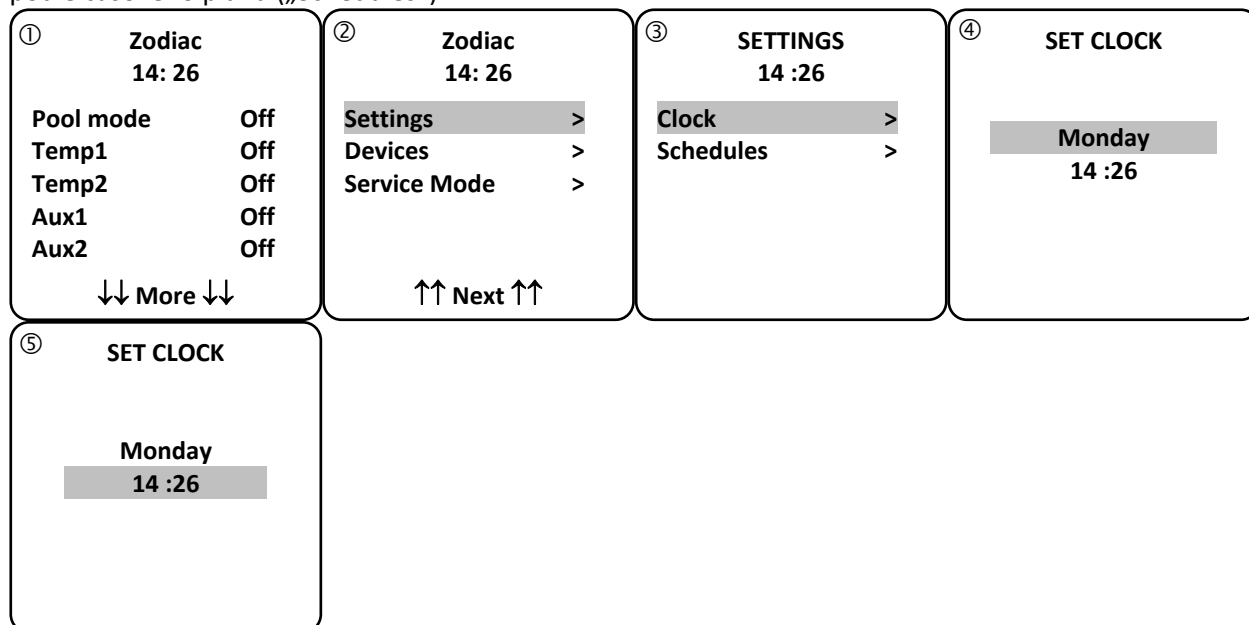 ①
Zodiac
14: 26
Pool mode Off
Temp1 Off
Temp2 Off
Aux1 Off
Aux2 Off
↓↓ More ↓↓
②
Zodiac
14: 26
Settings >
Devices >
Service Mode >
↑↑ Next ↑↑
③
SETTINGS
14 :26
Clock >
Schedules >
④
SET CLOCK
Monday
14 :26
⑤
SET CLOCK
Monday
14 :26